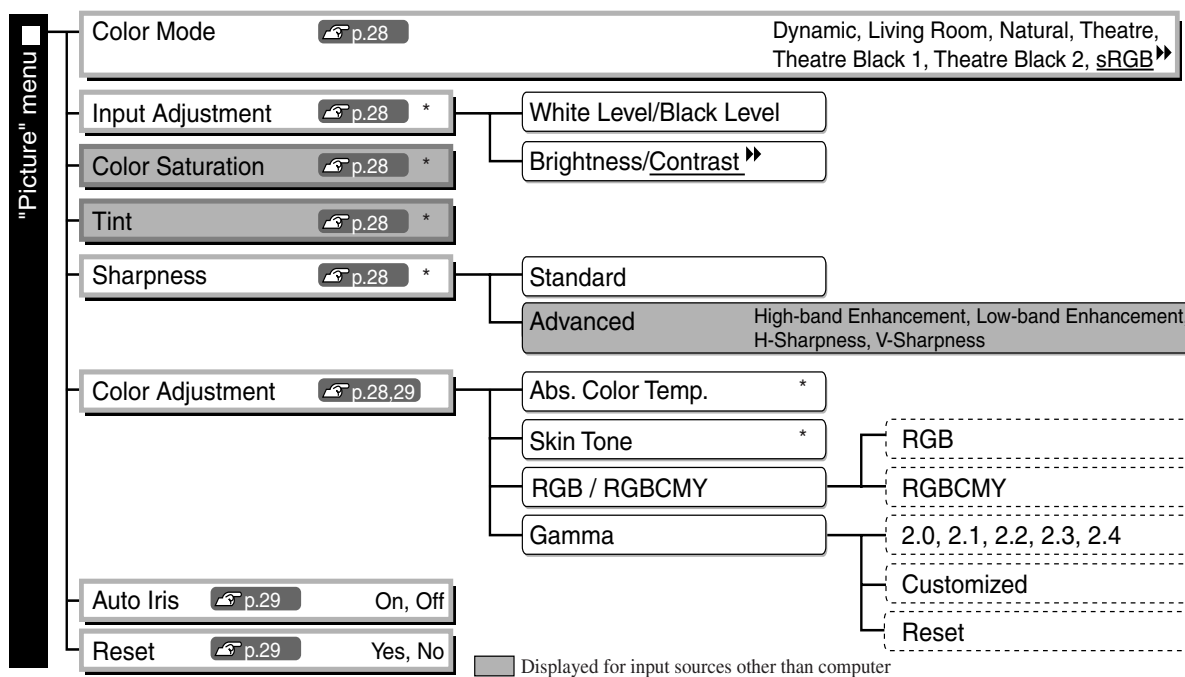 "Picture" menu
Color Mode p.28 Dynamic, Living Room, Natural, Theatre,
Theatre Black 1, Theatre Black 2, sRGB
Input Adjustment p.28 * White Level/Black Level
Brightness/Contrast
Color Saturation p.28 *
Tint p.28 *
Sharpness p.28 * Standard
Advanced High-band Enhancement, Low-band Enhancement
H-Sharpness, V-Sharpness
Color Adjustment p.28,29 Abs. Color Temp. *
Skin Tone *
RGB / RGBCMY
RGB
RGBCMY
Gamma 2.0, 2.1, 2.2, 2.3, 2.4
Customized
Reset
Auto Iris p.29 On, Off
Reset p.29 Yes, No
Displayed for input sources other than computer